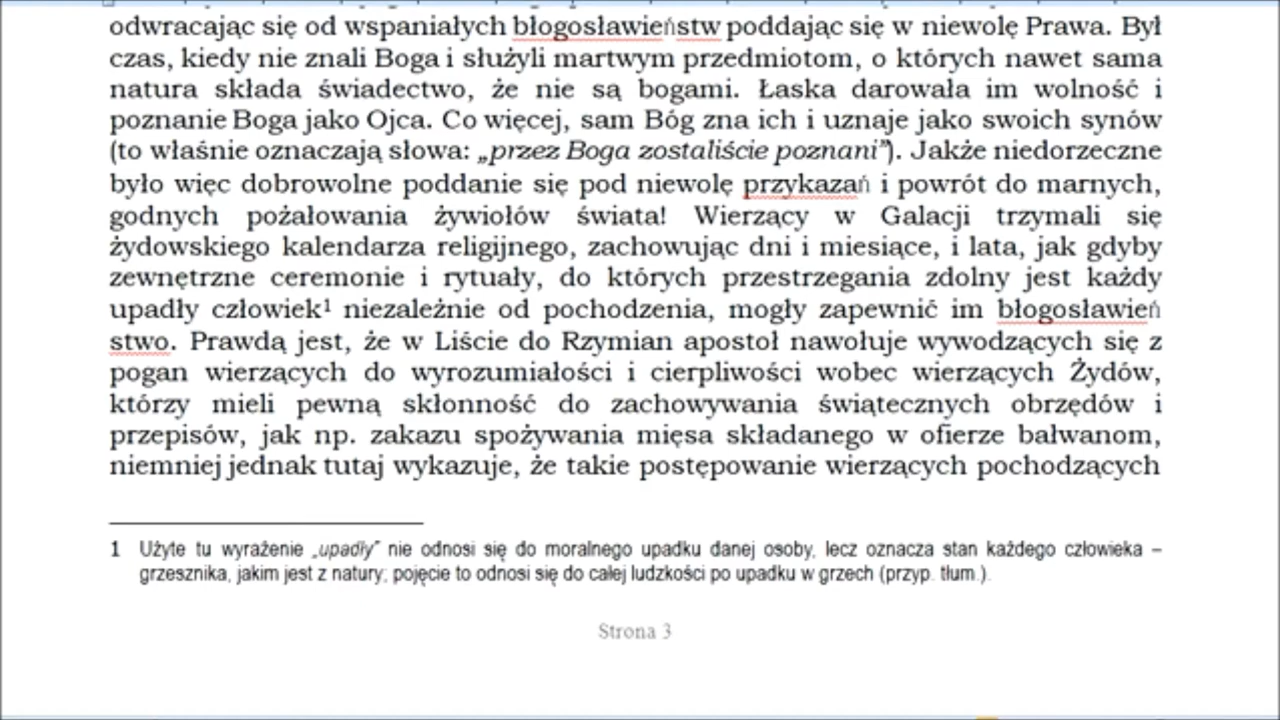 odwracając się od wspaniałych błogosławieństw poddając się w niewolę Prawa. Był
czas, kiedy nie znali Boga i służyli martwym przedmiotom, o których nawet sama
natura składa świadectwo, że nie są bogami. Łaska darowała im wolność i
poznanie Boga jako Ojca. Co więcej, sam Bóg zna ich i uznaje jako swoich synów
(to właśnie oznaczają słowa: „przez Boga zostaliście poznani”). Jakże niedorzeczne
było więc dobrowolne poddanie się pod niewolę przykazań i powrót do marnych,
godnych pożałowania żywiołów świata! Wierzący w Galacji trzymali się
żydowskiego kalendarza religijnego, zachowując dni i miesiące, i lata, jak gdyby
zewnętrzne ceremonie i rytuały, do których przestrzegania zdolny jest każdy
upadły człowiek¹ niezależnie od pochodzenia, mogły zapewnić im błogosławień
stwo. Prawdą jest, że w Liście do Rzymian apostoł nawołuje wywodzących się z
pogan wierzących do wyrozumiałości i cierpliwości wobec wierzących Żydów,
którzy mieli pewną skłonność do zachowywania świątecznych obrzędów i
przepisów, jak np. zakazu spożywania mięsa składanego w ofierze bałwanom,
niemniej jednak tutaj wykazuje, że takie postępowanie wierzących pochodzących
1 Użyte tu wyrażenie „upadły” nie odnosi się do moralnego upadku danej osoby, lecz oznacza stan każdego człowieka –
grzesznika, jakim jest z natury; pojęcie to odnosi się do całej ludzkości po upadku w grzech (przyp. tłum.).
Strona 3